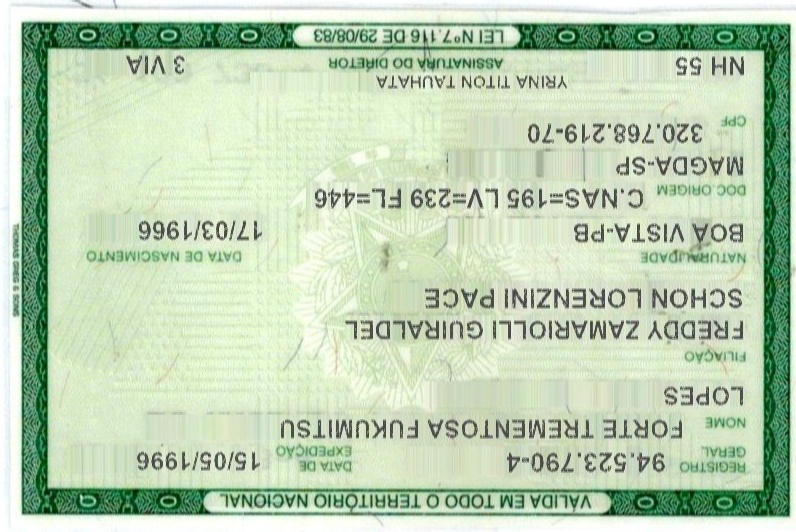 VÁLIDA EM TODO O TERRITÓRIO NACIONAL
REGISTRO GERAL 94.523.790-4 DATA DE EXPEDIÇÃO 15/05/1996
NOME FORTE TREMENTOSA FUKUMITSU
LOPES
FILIAÇÃO
FREDDY ZAMARIOLLI GUIRALDEL
SCHON LORENZINI PACE
NATURALIDADE DATA DE NASCIMENTO
BOA VISTA-PB 17/03/1966
DOC ORIGEM C.NAS=195 LV=239 FL=446
MAGDA-SP
CPF 320.768.219-70
YRINA TITON TAUHATA
NH 55 ASSINATURA DO DIRETOR 3 VIA
LEI Nº 7.116 DE 29/08/83
THOMAS GREG & SONS